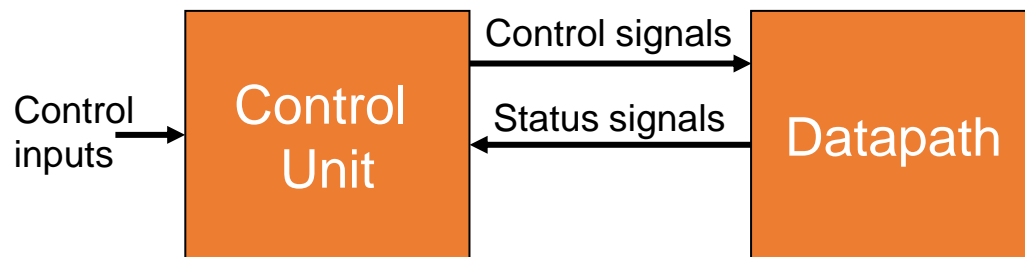 Control
inputs
Control
Unit
Control signals
Status signals
Datapath